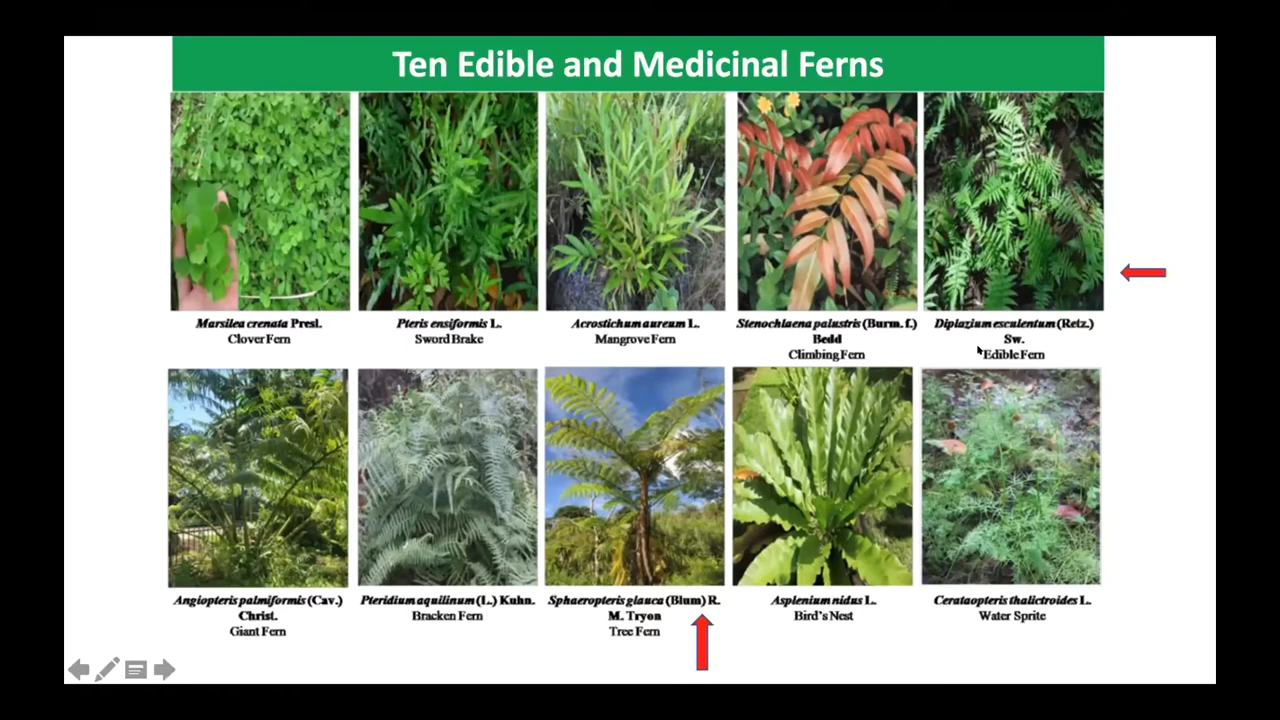 Ten Edible and Medicinal Ferns
Marsilea crenata Presl.
Clover Fern
Pteris ensiformis L.
Sword Brake
Acrostichum aureum L.
Mangrove Fern
Stenochlaena palustris (Burm. f.)
Bedd
Climbing Fern
Diplazium esculentum (Retz.)
Sw.
Edible Fern
Angiopteris palmiformis (Cav.)
Christ.
Giant Fern
Pteridium aquilinum (L.) Kuhn.
Bracken Fern
Sphaeropteris glauca (Blum) R.
M. Tryon
Tree Fern
Asplenium nidus L.
Bird's Nest
Cerataopteris thalictroides L.
Water Sprite